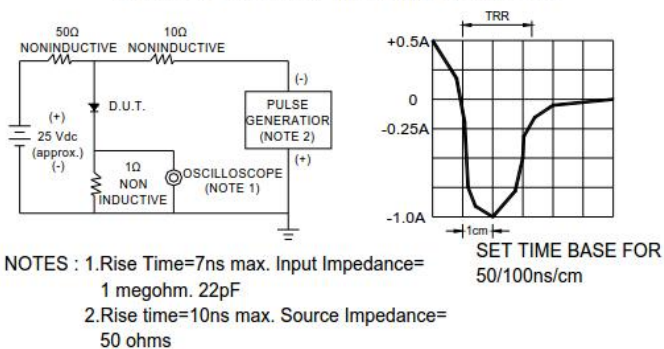 50Ω
NONINDUCTIVE
10Ω
NONINDUCTIVE
(+)
25 Vdc
(approx.)
(-)
D.U.T.
1Ω
NON
INDUCTIVE
OSCILLOSCOPE
(NOTE 1)
(-)
PULSE
GENERATIOR
(NOTE 2)
(+)
TRR
+0.5A
0
-0.25A
-1.0A
1cm
SET TIME BASE FOR
50/100ns/cm
NOTES : 1.Rise Time=7ns max. Input Impedance=
1 megohm. 22pF
2.Rise time=10ns max. Source Impedance=
50 ohms